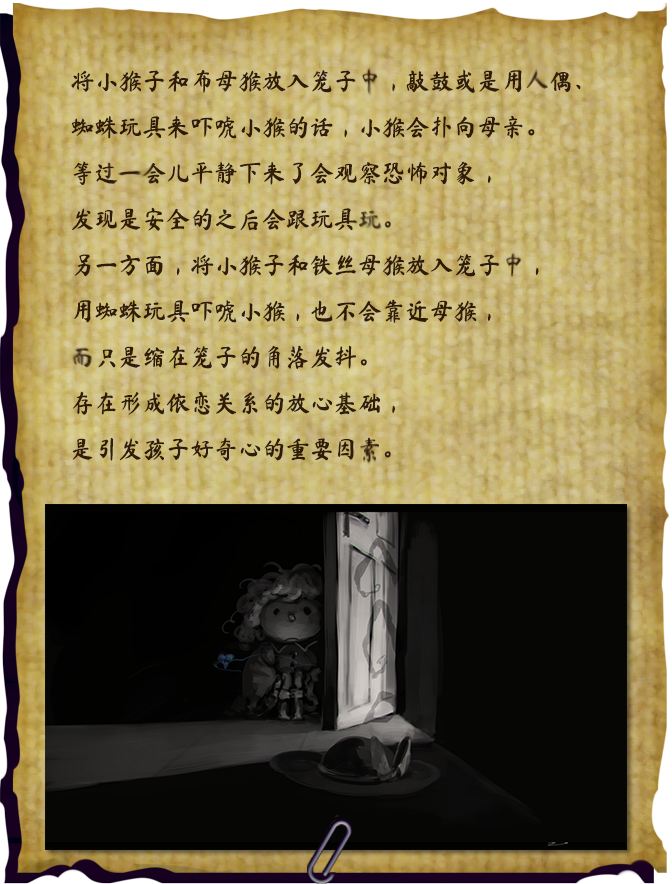 将小猴子和布母猴放入笼子中，敲鼓或是用人偶、
蜘蛛玩具来吓唬小猴的话，小猴会扑向母亲。
等过一会儿平静下来了会观察恐怖对象，
发现是安全的之后会跟玩具玩。
另一方面，将小猴子和铁丝母猴放入笼子中，
用蜘蛛玩具吓唬小猴，也不会靠近母猴，
而只是缩在笼子的角落发抖。
存在形成依恋关系的放心基础，
是引发孩子好奇心的重要因素。